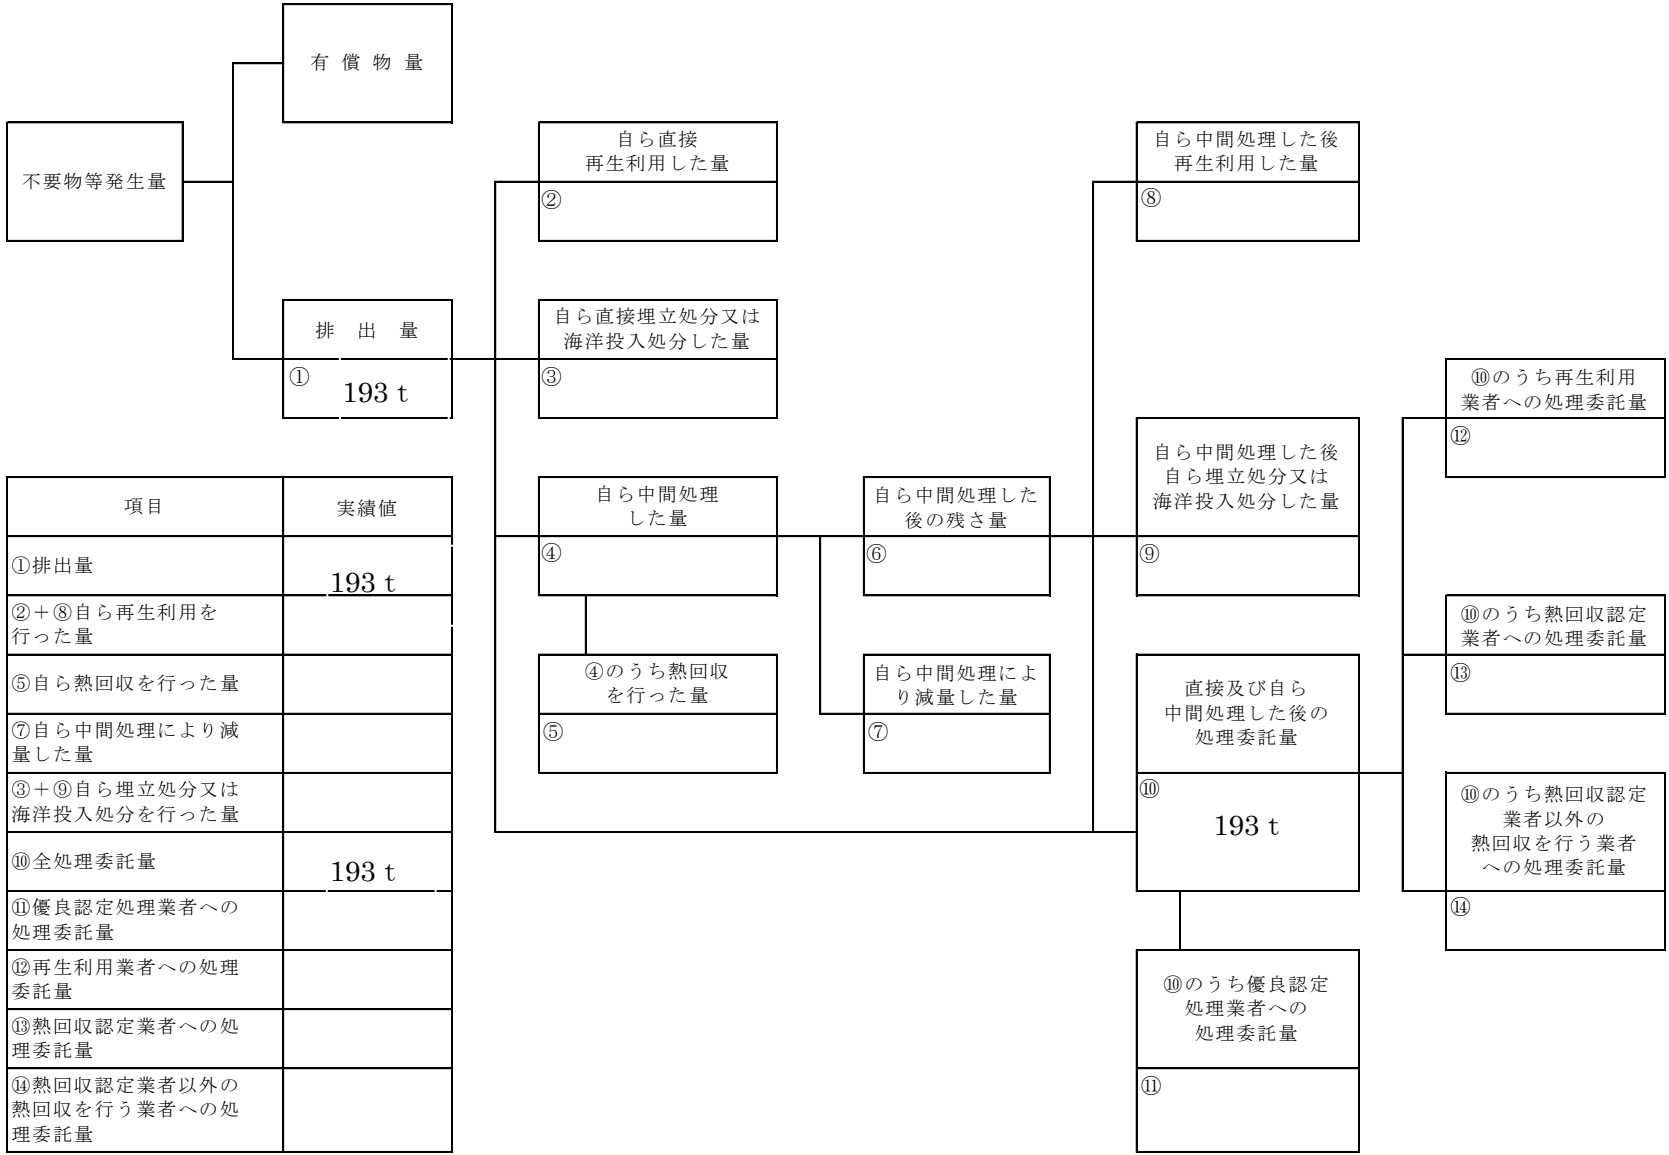 有償物量
不要物等発生量
排出量
①
193 t
自ら直接
再生利用した量
②
自ら直接埋立処分又は
海洋投入処分した量
③
自ら中間処理
した量
④
④のうち熱回収
を行った量
⑤
自ら中間処理した
後の残さ量
⑥
自ら中間処理によ
り減量した量
⑦
自ら中間処理した後
再生利用した量
⑧
自ら中間処理した後
自ら埋立処分又は
海洋投入処分した量
⑨
直接及び自ら
中間処理した後の
処理委託量
⑩
193 t
⑩のうち優良認定
処理業者への
処理委託量
⑪
⑩のうち再生利用
業者への処理委託量
⑫
⑩のうち熱回収認定
業者への処理委託量
⑬
⑩のうち熱回収認定
業者以外の
熱回収を行う業者
への処理委託量
⑭
項目
実績値
①排出量
193 t
②＋⑧自ら再生利用を
行った量
⑤自ら熱回収を行った量
⑦自ら中間処理により減
量した量
③＋⑨自ら埋立処分又は
海洋投入処分を行った量
⑩全処理委託量
193 t
⑪優良認定処理業者への
処理委託量
⑫再生利用業者への処理
委託量
⑬熱回収認定業者への処
理委託量
⑭熱回収認定業者以外の
熱回収を行う業者への処
理委託量